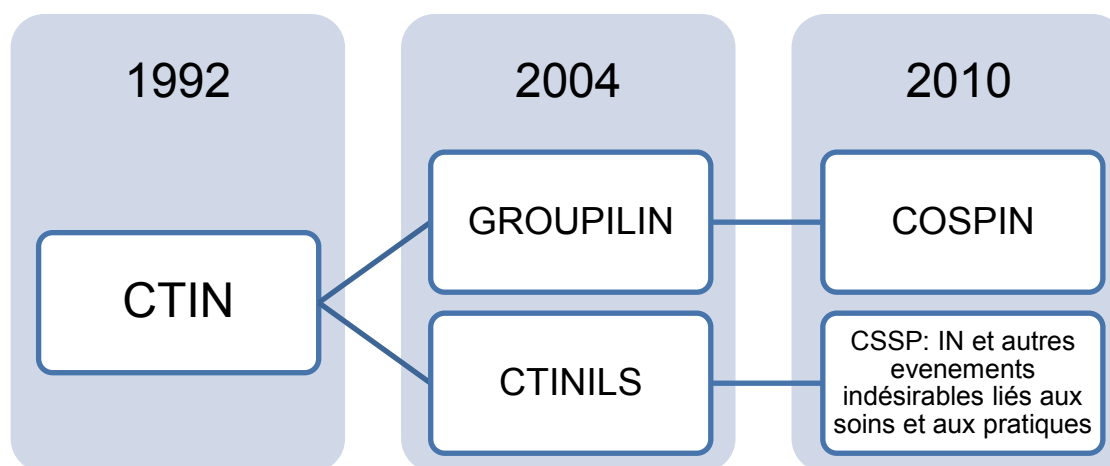 1992
2004
2010
CTIN
GROUPILIN
COSPIN
CTINILS
CSSP: IN et autres
evenements
indésirables liés aux
soins et aux pratiques